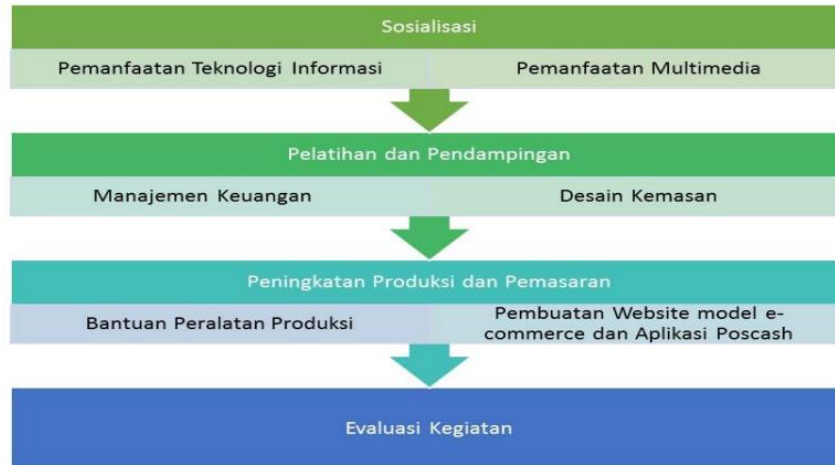 Sosialisasi
Pemanfaatan Teknologi Informasi
Pemanfaatan Multimedia
Pelatihan dan Pendampingan
Manajemen Keuangan
Desain Kemasan
Peningkatan Produksi dan Pemasaran
Bantuan Peralatan Produksi
Pembuatan Website model e-
commerce dan Aplikasi Poscash
Evaluasi Kegiatan